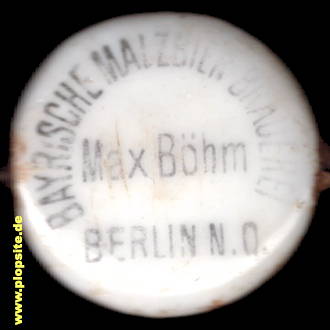 BAYRISCHE MALZBIER BRAUEREI
Max Böhm
BERLIN N.O.
www.plopsite.de